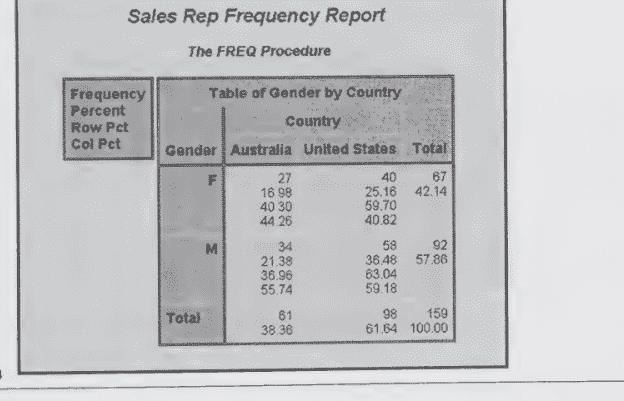 Sales Rep Frequency Report
The FREQ Procedure
Frequency
Percent
Row Pct
Col Pct
Table of Gender by Country
Country
Gender Australia United States Total
F 27 40 67
16.98 25.16 42.14
40.30 59.70
44.26 40.82
M 34 58 92
21.38 36.48 57.86
36.96 63.04
55.74 59.18
Total 61 98 159
38.36 61.64 100.00